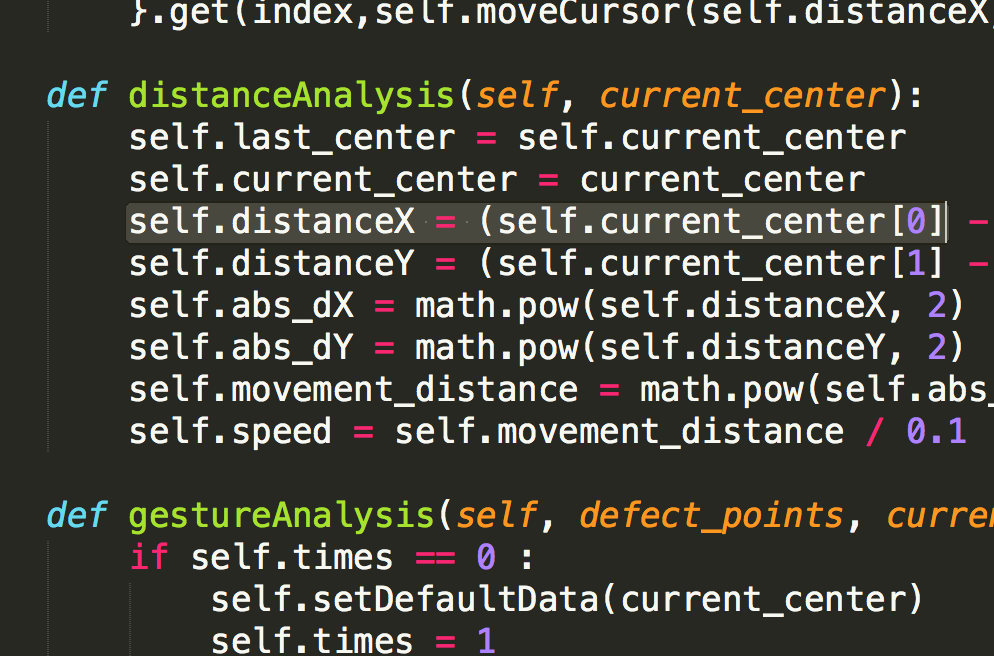 }.get(index,self.moveCursor(self.distanceX,
def distanceAnalysis(self, current_center):
self.last_center = self.current_center
self.current_center = current_center
self.distanceX = (self.current_center[0] -
self.distanceY = (self.current_center[1] -
self.abs_dX = math.pow(self.distanceX, 2)
self.abs_dY = math.pow(self.distanceY, 2)
self.movement_distance = math.pow(self.abs_
self.speed = self.movement_distance / 0.1
def gestureAnalysis(self, defect_points, curren
if self.times == 0 :
self.setDefaultData(current_center)
self.times = 1